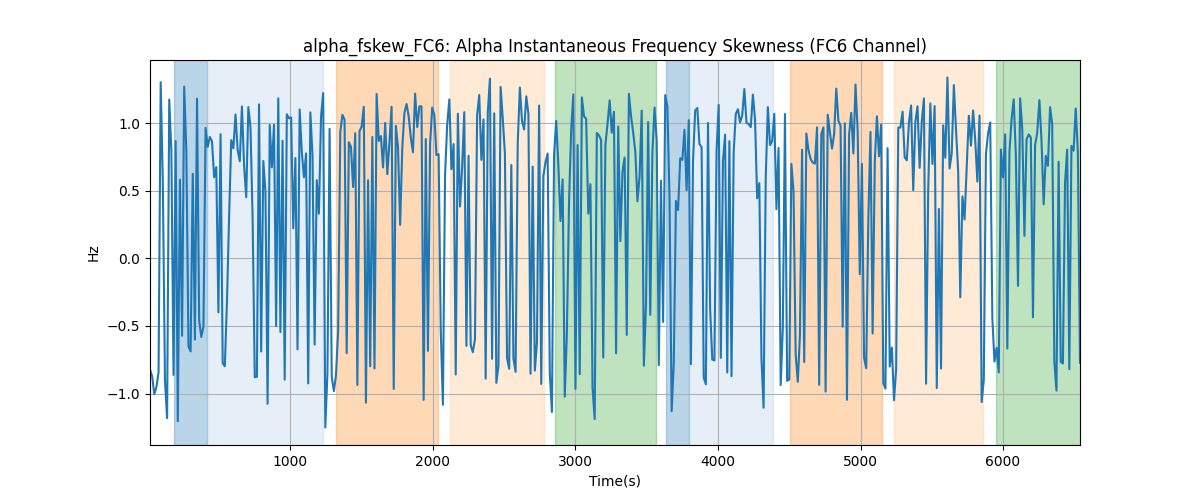 alpha_fskew_FC6: Alpha Instantaneous Frequency Skewness (FC6 Channel)
1.0
0.5
0.0
−0.5
−1.0
Hz
1000 2000 3000 4000 5000 6000
Time(s)